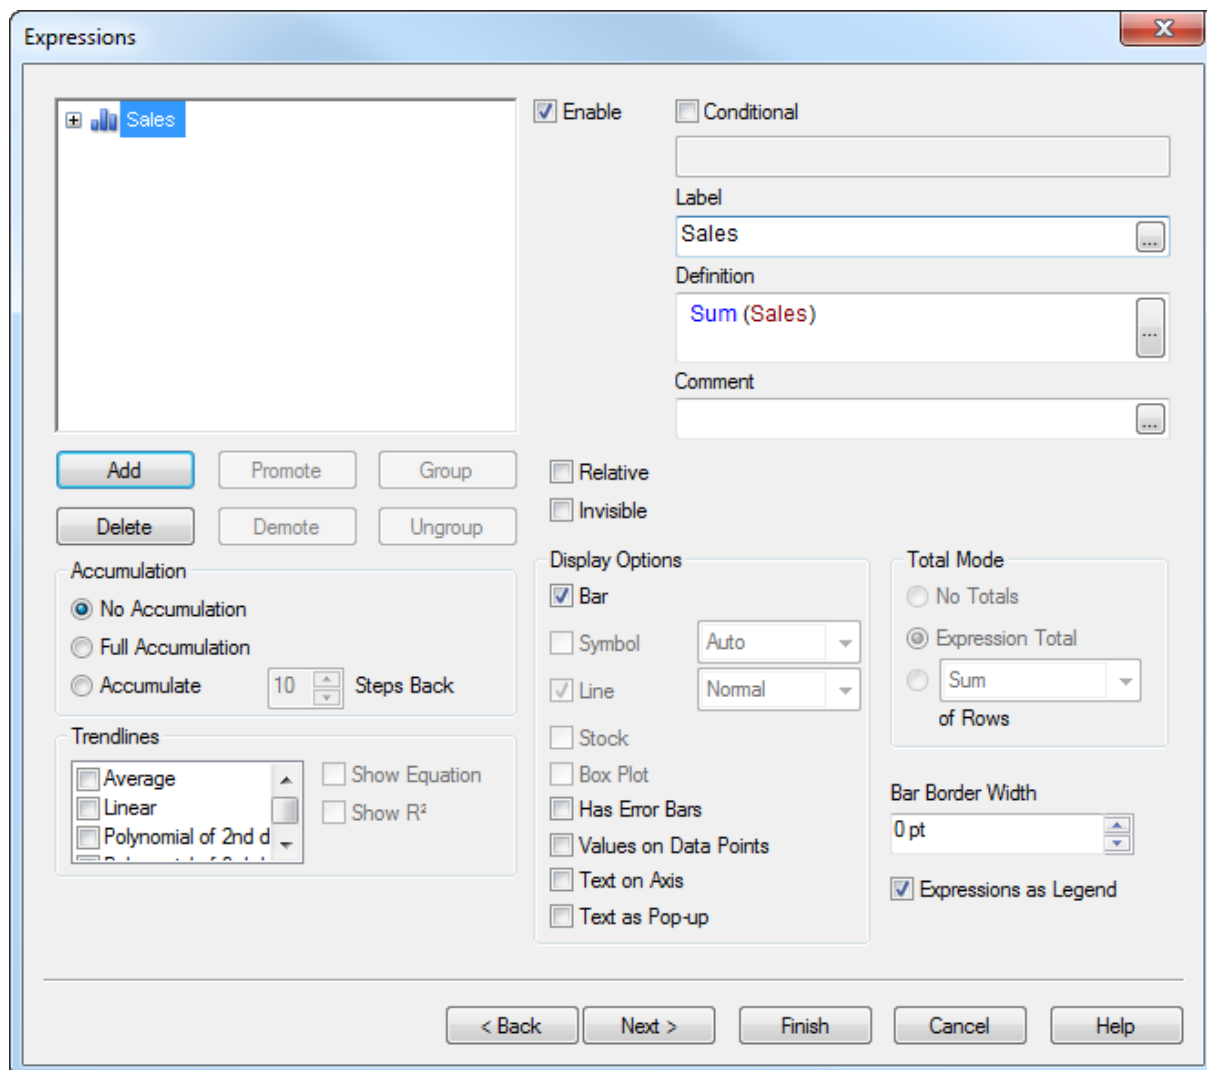 Expressions
Sales
Enable
Conditional
Label
Sales
...
Definition
Sum (Sales)
...
Comment
...
Add
Promote
Group
Delete
Demote
Ungroup
Relative
Invisible
Accumulation
No Accumulation
Full Accumulation
Accumulate
10
Steps Back
Trendlines
Average
Linear
Polynomial of 2nd d
Show Equation
Show R²
Display Options
Bar
Symbol
Auto
Line
Normal
Stock
Box Plot
Has Error Bars
Values on Data Points
Text on Axis
Text as Pop-up
Total Mode
No Totals
Expression Total
Sum
of Rows
Bar Border Width
0 pt
Expressions as Legend
< Back
Next >
Finish
Cancel
Help